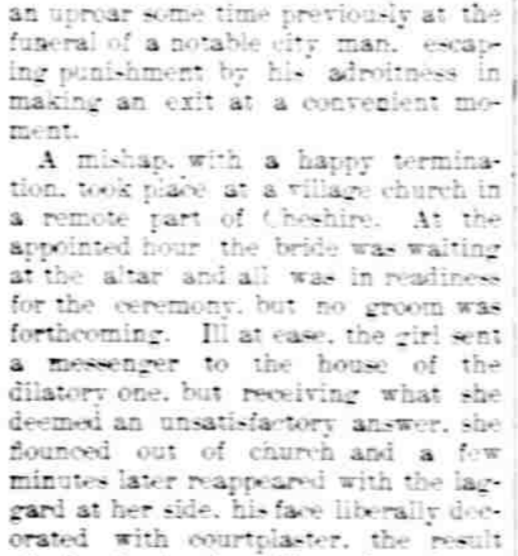 an uproar some time previously at the
funeral of a notable city man, escap-
ing punishment by his adroitness in
making an exit at a convenient mo-
ment.
A mishap, with a happy termina-
tion, took place at a village church in
a remote part of Cheshire. At the
appointed hour the bride was waiting
at the altar and all was in readiness
for the ceremony, but no groom was
forthcoming. Ill at ease, the girl sent
a messenger to the house of the
dilatory one, but receiving what she
deemed an unsatisfactory answer, she
flounced out of church and a few
minutes later reappeared with the lag-
gard at her side, his face liberally dec-
orated with courtplaster, the result